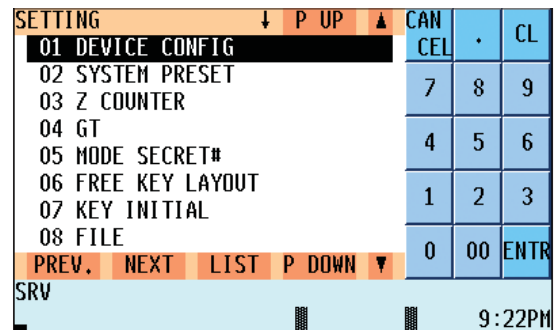 SETTING ↓ P UP ▲
01 DEVICE CONFIG
02 SYSTEM PRESET
03 Z COUNTER
04 GT
05 MODE SECRET#
06 FREE KEY LAYOUT
07 KEY INITIAL
08 FILE
PREV. NEXT LIST P DOWN ▼
CAN
CEL . CL
7 8 9
4 5 6
1 2 3
0 00 ENTR
SRV
9:22PM